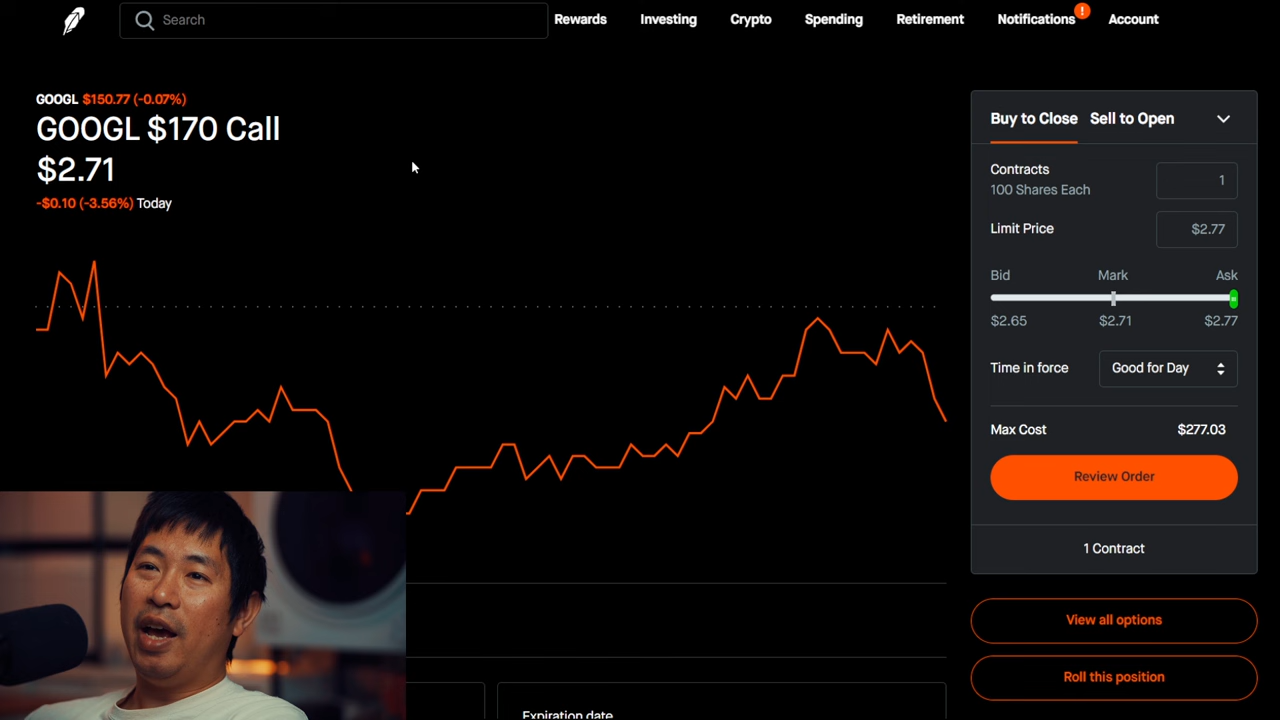 Search
Rewards
Investing
Crypto
Spending
Retirement
Notifications
!
Account
GOOGL $150.77 (-0.07%)
GOOGL $170 Call
$2.71
-$0.10 (-3.56%) Today
Buy to Close
Sell to Open
Contracts
1
100 Shares Each
Limit Price
$2.77
Bid
Mark
Ask
$2.65
$2.71
$2.77
Time in force
Good for Day
Max Cost
$277.03
Review Order
1 Contract
View all options
Roll this position
Expiration date